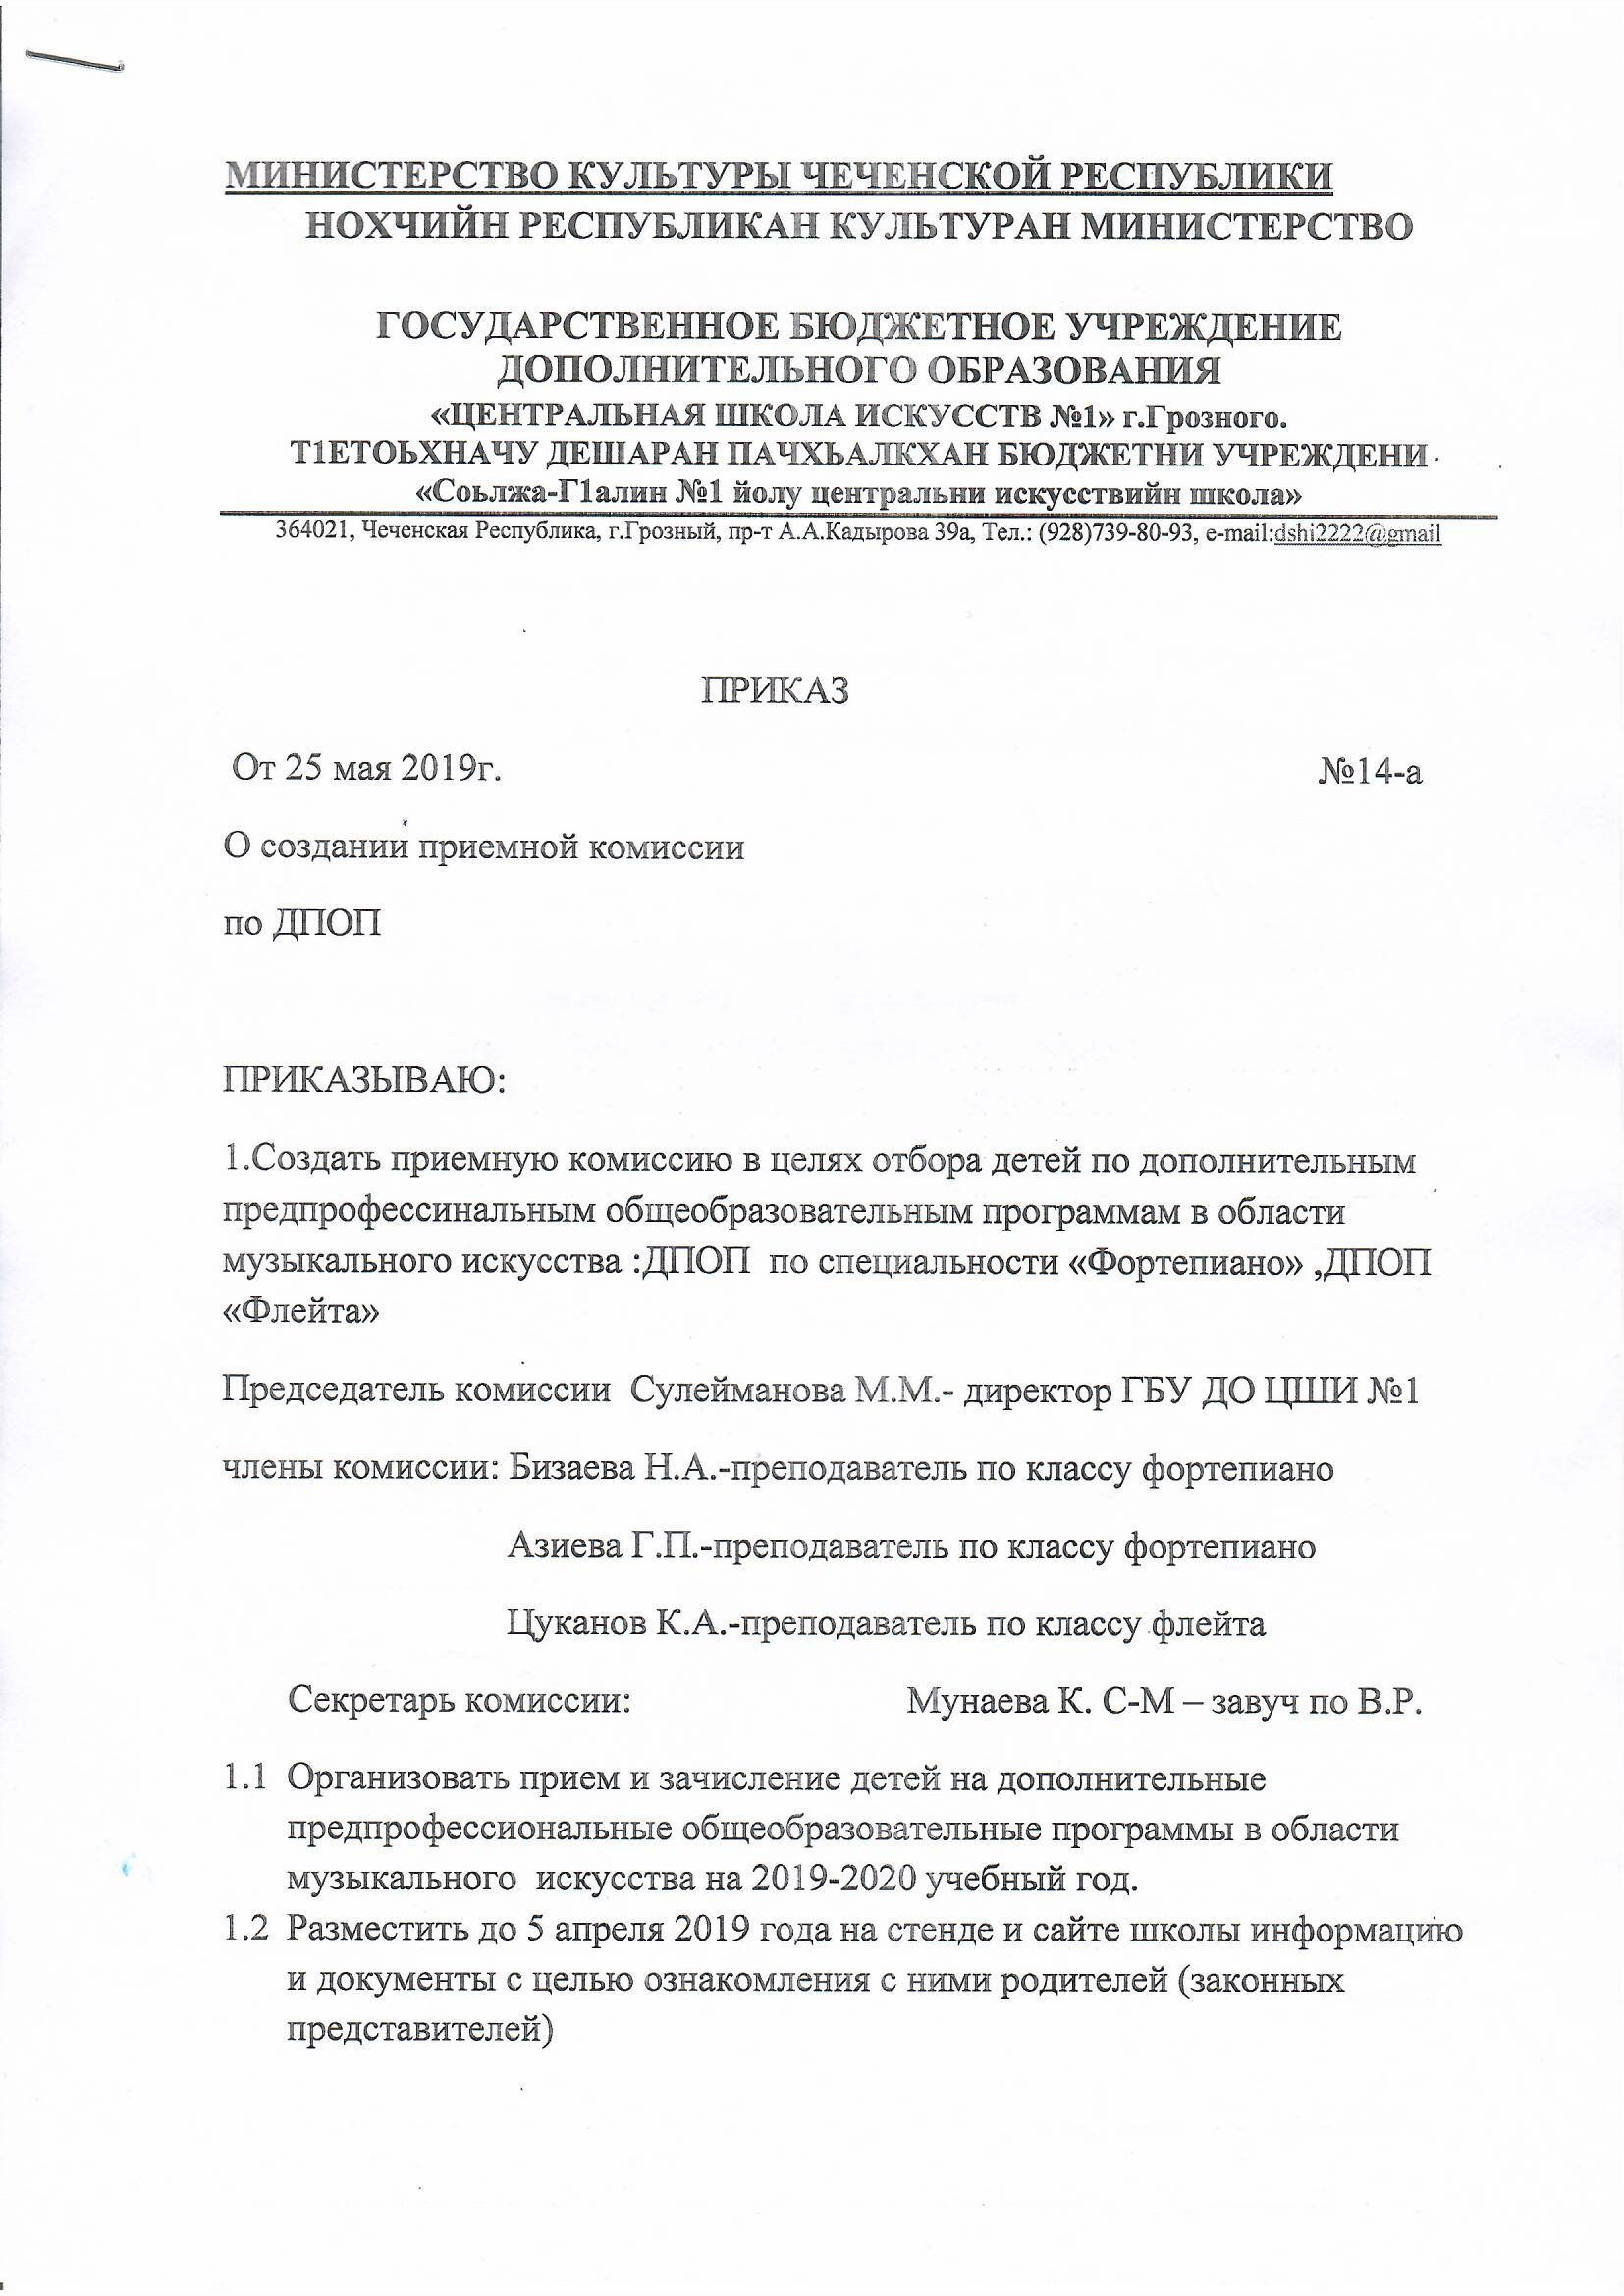 МИНИСТЕРСТВО КУЛЬТУРЫ ЧЕЧЕНСКОЙ РЕСПУБЛИКИ
НОХЧИЙН РЕСПУБЛИКАН КУЛЬТУРАН МИНИСТЕРСТВО
ГОСУДАРСТВЕННОЕ БЮДЖЕТНОЕ УЧРЕЖДЕНИЕ
ДОПОЛНИТЕЛЬНОГО ОБРАЗОВАНИЯ
«ЦЕНТРАЛЬНАЯ ШКОЛА ИСКУССТВ №1» г.Грозного.
Т1ЕТОЬХНАЧУ ДЕШАРАН ПАЧХЬАЛКХАН БЮДЖЕТНИ УЧРЕЖДЕНИ
«Соьлжа-Г1алин №1 йолу центральни искусствийн школа»
364021, Чеченская Республика, г.Грозный, пр-т А.А.Кадырова 39а, Тел.: (928)739-80-93, e-mail:dshi2222@gmail
ПРИКАЗ
От 25 мая 2019г. №14-а
О создании приемной комиссии
по ДПОП
ПРИКАЗЫВАЮ:
1.Создать приемную комиссию в целях отбора детей по дополнительным
предпрофессинальным общеобразовательным программам в области
музыкального искусства :ДПОП по специальности «Фортепиано» ,ДПОП
«Флейта»
Председатель комиссии Сулейманова М.М.- директор ГБУ ДО ЦШИ №1
члены комиссии: Бизаева Н.А.-преподаватель по классу фортепиано
Азиева Г.П.-преподаватель по классу фортепиано
Цуканов К.А.-преподаватель по классу флейта
Секретарь комиссии: Мунаева К. С-М – завуч по В.Р.
1.1 Организовать прием и зачисление детей на дополнительные
предпрофессиональные общеобразовательные программы в области
музыкального искусства на 2019-2020 учебный год.
1.2 Разместить до 5 апреля 2019 года на стенде и сайте школы информацию
и документы с целью ознакомления с ними родителей (законных
представителей)